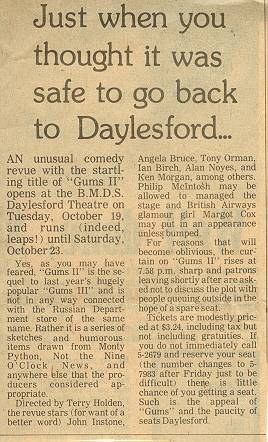 Just when you
thought it was
safe to go back
to Daylesford...
AN unusual comedy
revue with the startl-
ing title of "Gums II"
opens at the B.M.D.S.
Daylesford Theatre on
Tuesday, October 19,
and runs (indeed,
leaps!) until Saturday,
October 23.
Yes, as you may have
feared, "Gums II" is the se-
quel to last year's hugely
popular "Gums III" and is
not in any way connected
with the Russian Depart-
ment store of the same
name. Rather it is a series of
sketches and humorous
items drawn from Monty
Python, Not the Nine
O'Clock News, and
anywhere else that the pro-
ducers considered ap-
propriate.
Directed by Terry Holden,
the revue stars (for want of a
better word) John Instone,
Angela Bruce, Tony Orman,
Ian Birch, Alan Noyes, and
Ken Morgan, among others.
Philip McIntosh may be
allowed to manage the
stage and British Airways
glamour girl Margot Cox
may put in an appearance
unless bumped.
For reasons that will
become oblivious, the cur-
tain on "Gums II" rises at
7.58 p.m. sharp and patrons
leaving shortly after are ask-
ed not to discuss the plot with
people queuing outside in the
hope of a spare seat.
Tickets are modestly pric-
ed at $3.24, including tax but
not including gratuities. If
you do not immediately call
5-2679 and reserve your seat
(the number changes to 5-
7983 after Friday just to be
difficult) there is little
chance of you getting a seat.
Such is the appeal of
"Gums" and the paucity of
seats Daylesford.